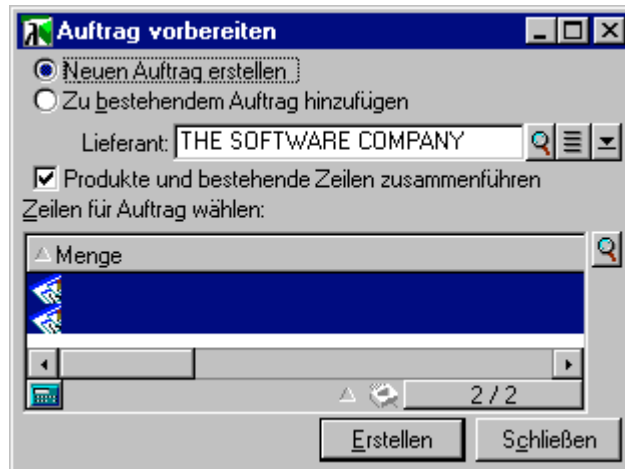 Auftrag vorbereiten
Neuen Auftrag erstellen
Zu bestehendem Auftrag hinzufügen
Lieferant: THE SOFTWARE COMPANY
Produkte und bestehende Zeilen zusammenführen
Zeilen für Auftrag wählen:
Menge
2 / 2
Erstellen Schließen